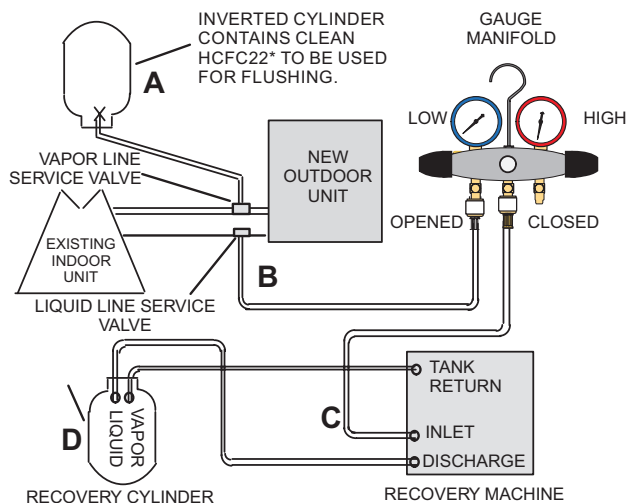 INVERTED CYLINDER
CONTAINS CLEAN
HCFC22* TO BE USED
FOR FLUSHING.
A
GAUGE
MANIFOLD
LOW
HIGH
VAPOR LINE
SERVICE VALVE
NEW
OUTDOOR
UNIT
OPENED
CLOSED
EXISTING
INDOOR
UNIT
B
LIQUID LINE SERVICE
VALVE
TANK
RETURN
C
D
LIQUID
VAPOR
INLET
DISCHARGE
RECOVERY CYLINDER
RECOVERY MACHINE